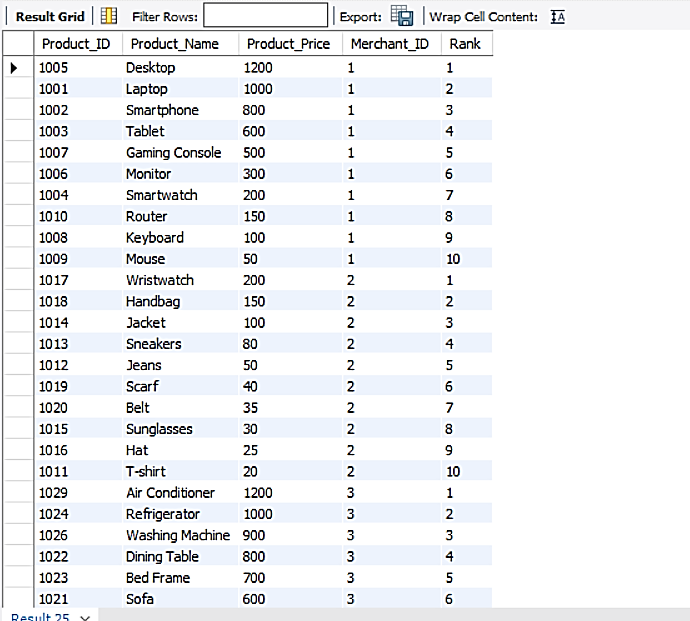 Result Grid Filter Rows: Export: Wrap Cell Content: IA
Product_ID Product_Name Product_Price Merchant_ID Rank
1005 Desktop 1200 1 1
1001 Laptop 1000 1 2
1002 Smartphone 800 1 3
1003 Tablet 600 1 4
1007 Gaming Console 500 1 5
1006 Monitor 300 1 6
1004 Smartwatch 200 1 7
1010 Router 150 1 8
1008 Keyboard 100 1 9
1009 Mouse 50 1 10
1017 Wristwatch 200 2 1
1018 Handbag 150 2 2
1014 Jacket 100 2 3
1013 Sneakers 80 2 4
1012 Jeans 50 2 5
1019 Scarf 40 2 6
1020 Belt 35 2 7
1015 Sunglasses 30 2 8
1016 Hat 25 2 9
1011 T-shirt 20 2 10
1029 Air Conditioner 1200 3 1
1024 Refrigerator 1000 3 2
1026 Washing Machine 900 3 3
1022 Dining Table 800 3 4
1023 Bed Frame 700 3 5
1021 Sofa 600 3 6
Result 25